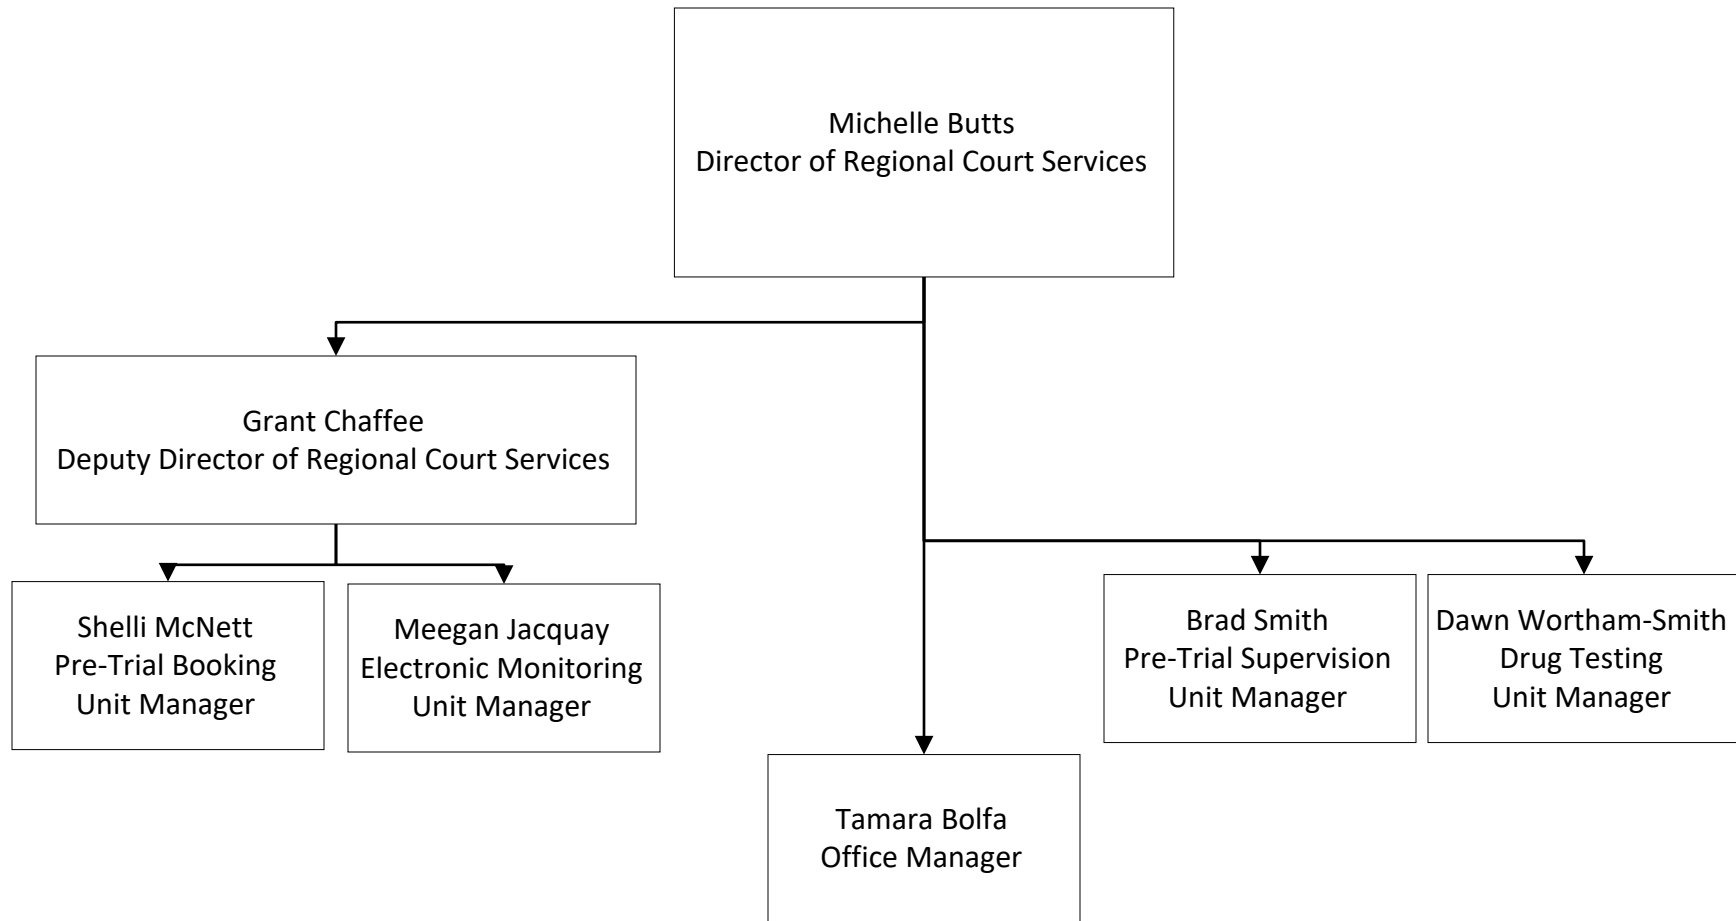 Michelle Butts
Director of Regional Court Services
Grant Chaffee
Deputy Director of Regional Court Services
Shelli McNett
Pre-Trial Booking
Unit Manager
Meegan Jacquay
Electronic Monitoring
Unit Manager
Brad Smith
Pre-Trial Supervision
Unit Manager
Dawn Wortham-Smith
Drug Testing
Unit Manager
Tamara Bolfa
Office Manager